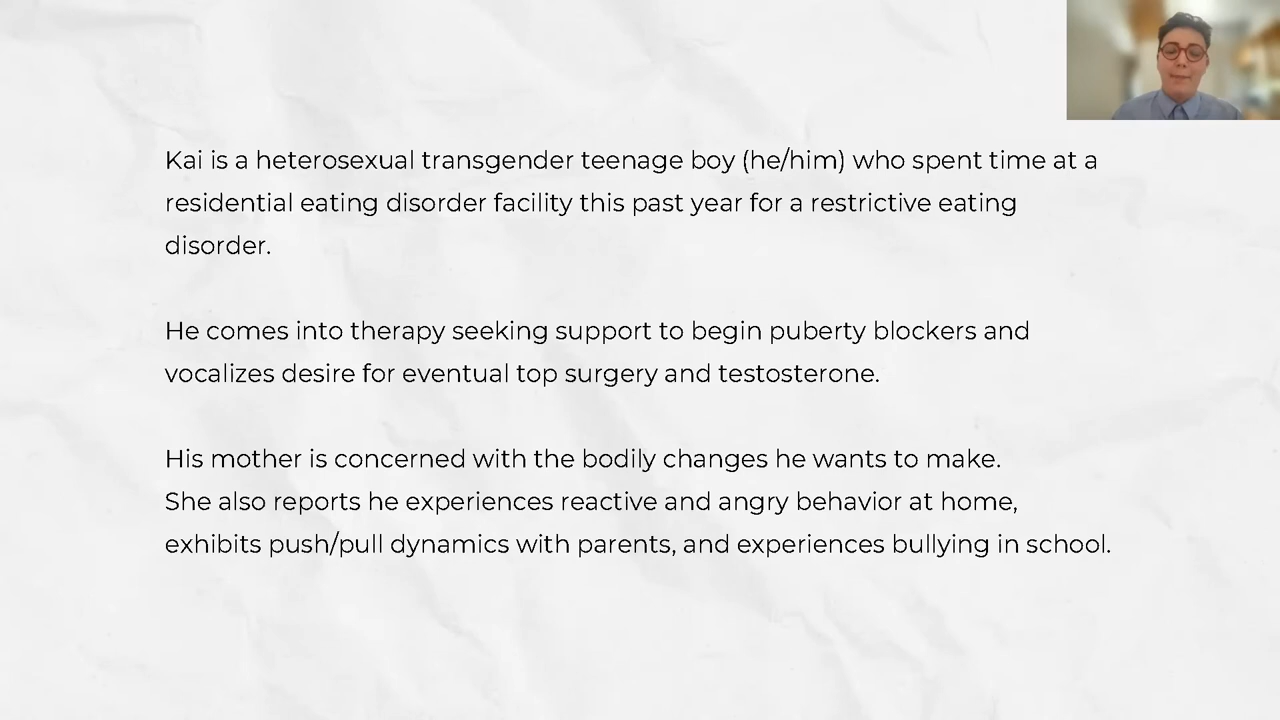 Kai is a heterosexual transgender teenage boy (he/him) who spent time at a
residential eating disorder facility this past year for a restrictive eating
disorder.
He comes into therapy seeking support to begin puberty blockers and
vocalizes desire for eventual top surgery and testosterone.
His mother is concerned with the bodily changes he wants to make.
She also reports he experiences reactive and angry behavior at home,
exhibits push/pull dynamics with parents, and experiences bullying in school.